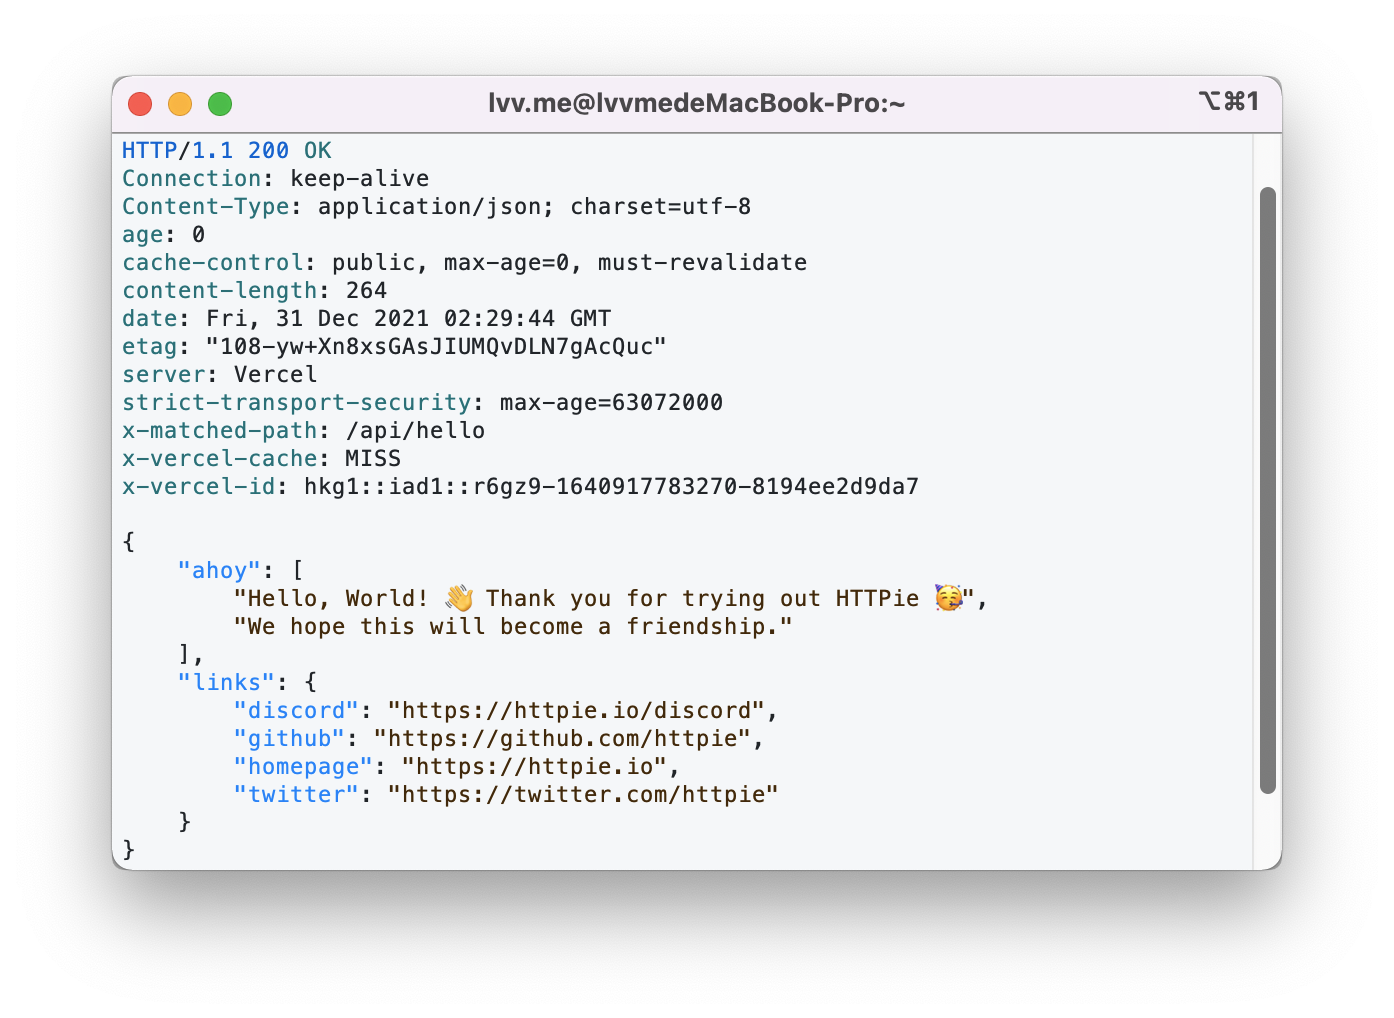 lvv.me@lvvmedeMacBook-Pro:~ ⌥⌘1
HTTP/1.1 200 OK
Connection: keep-alive
Content-Type: application/json; charset=utf-8
age: 0
cache-control: public, max-age=0, must-revalidate
content-length: 264
date: Fri, 31 Dec 2021 02:29:44 GMT
etag: "108-yw+Xn8xsGAsJIUMQvDLN7gAcQuc"
server: Vercel
strict-transport-security: max-age=63072000
x-matched-path: /api/hello
x-vercel-cache: MISS
x-vercel-id: hkg1::iad1::r6gz9-1640917783270-8194ee2d9da7

{
    "ahoy": [
        "Hello, World! 👋 Thank you for trying out HTTPie 🥳",
        "We hope this will become a friendship."
    ],
    "links": {
        "discord": "https://httpie.io/discord",
        "github": "https://github.com/httpie",
        "homepage": "https://httpie.io",
        "twitter": "https://twitter.com/httpie"
    }
}